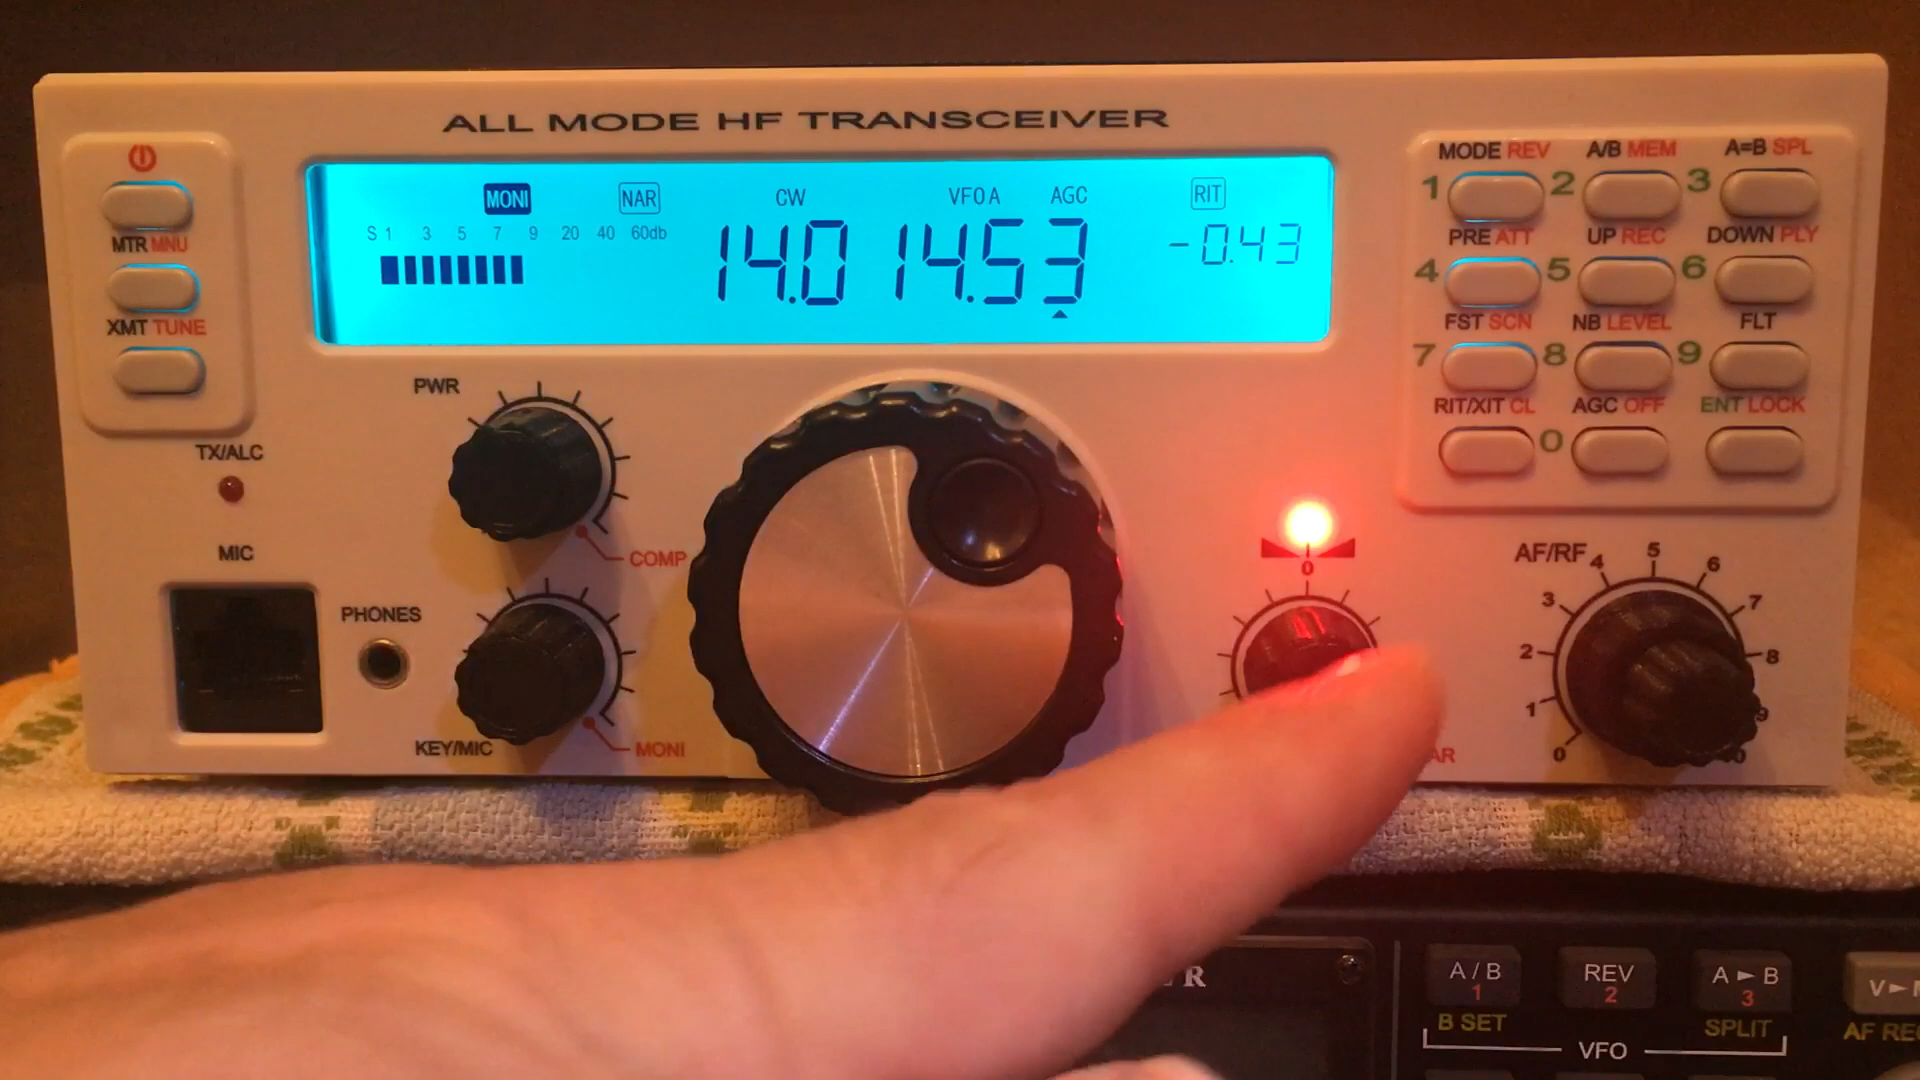 ALL MODE HF TRANSCEIVER
MONI NAR CW VFO A AGC RIT
S 1 3 5 7 9 20 40 60db
14.014.53 -0.43
MTR MNU
XMT TUNE
TX/ALC
MIC
PHONES
PWR
COMP
KEY/MIC MONI
0
AR
MODE REV A/B MEM A=B SPL
1 2 3
PRE ATT UP REC DOWN PLY
4 5 6
FST SCN NB LEVEL FLT
7 8 9
RIT/XIT CL AGC OFF ENT LOCK
0
AF/RF
0 1 2 3 4 5 6 7 8 9
R
A / B REV A ► B
1 2 3
B SET SPLIT
VFO